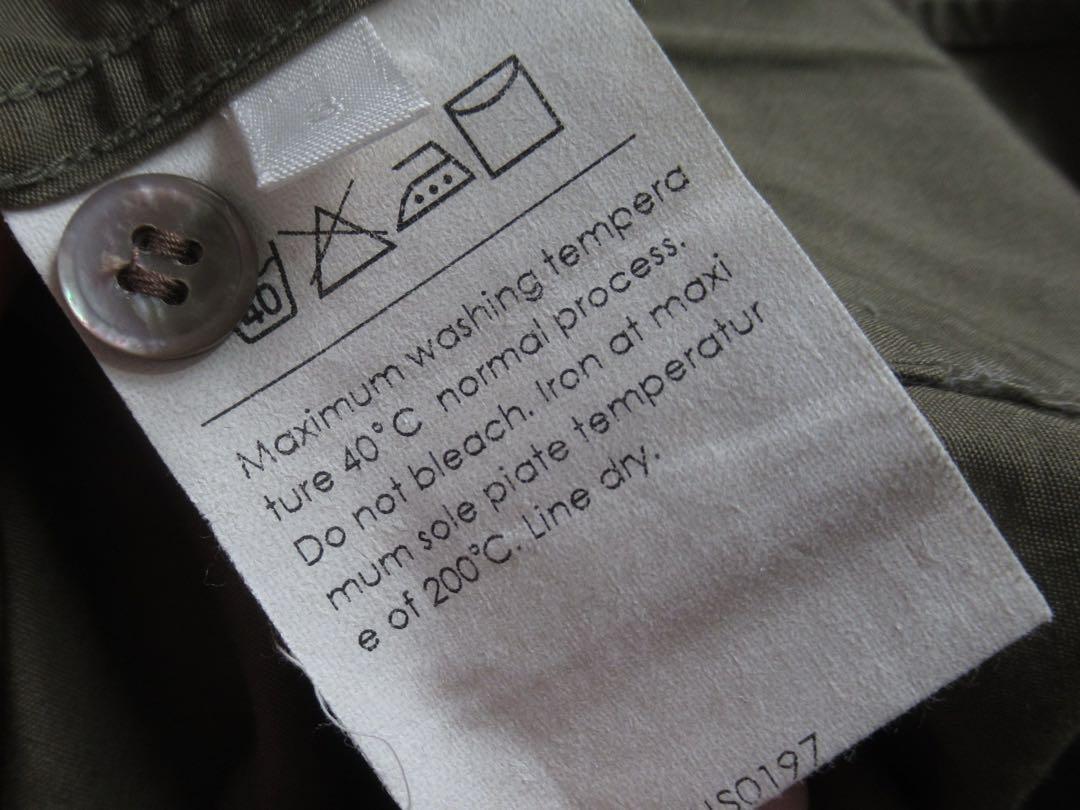 40
Maximum washing tempera
ture 40°C normal process.
Do not bleach. Iron at maxi
mum sole piate temperatur
e of 200°C. Line dry.